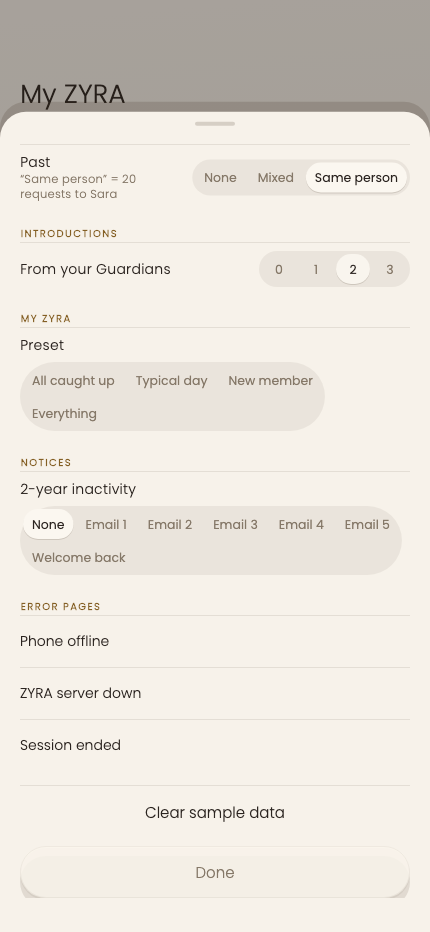 My ZYRA
Past
“Same person” = 20
requests to Sara
None Mixed Same person
INTRODUCTIONS
From your Guardians
0 1 2 3
MY ZYRA
Preset
All caught up Typical day New member
Everything
NOTICES
2-year inactivity
None Email 1 Email 2 Email 3 Email 4 Email 5
Welcome back
ERROR PAGES
Phone offline
ZYRA server down
Session ended
Clear sample data
Done